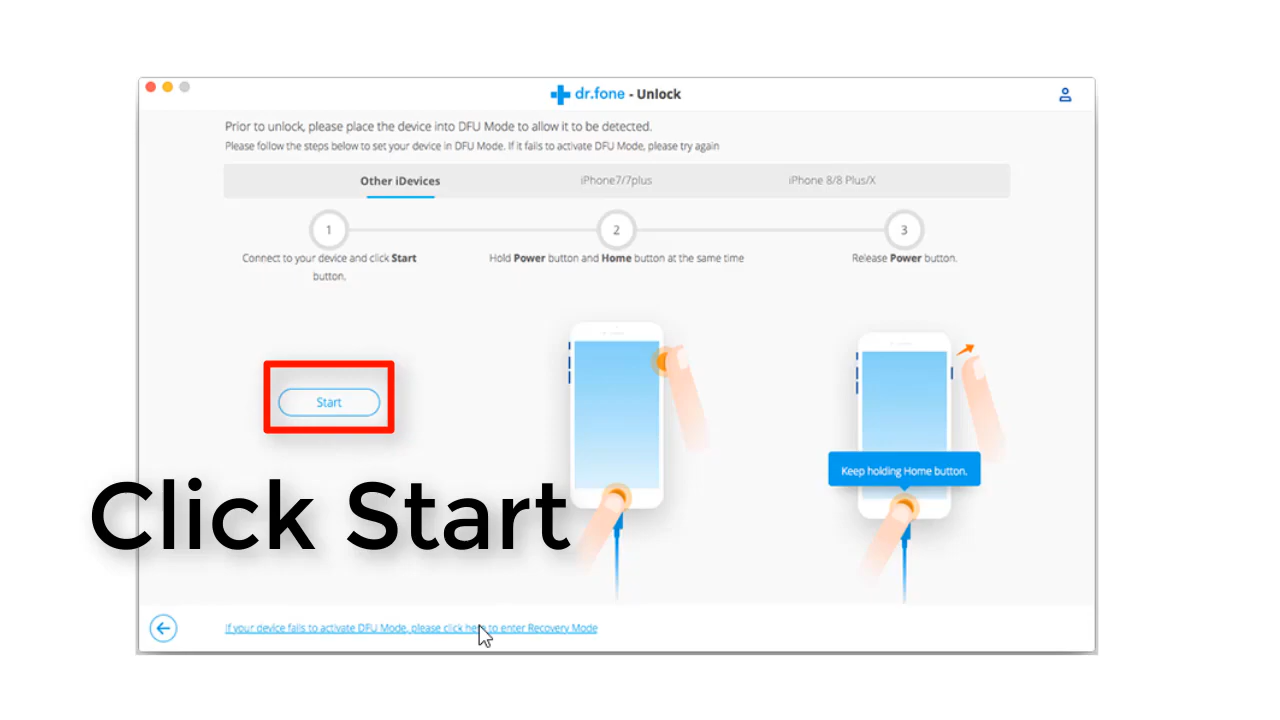 dr.fone - Unlock
Prior to unlock, please place the device into DFU Mode to allow it to be detected.
Please follow the steps below to set your device in DFU Mode. If it fails to activate DFU Mode, please try again
Other iDevices
iPhone7/7plus
iPhone 8/8 Plus/X
1
2
3
Connect to your device and click Start
button.
Hold Power button and Home button at the same time
Release Power button.
Start
Keep holding Home button.
Click Start
If your device fails to activate DFU Mode, please click here to enter Recovery Mode